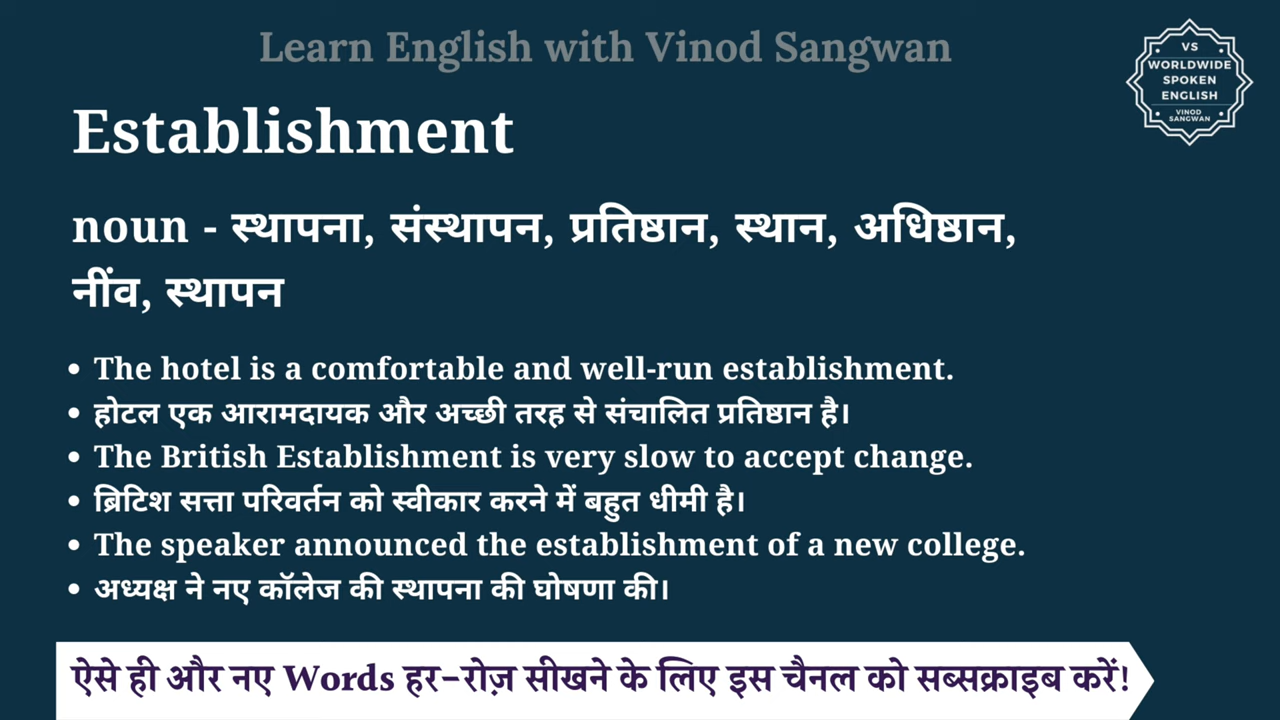 Learn English with Vinod Sangwan
VS
WORLDWIDE
SPOKEN
ENGLISH
VINOD
SANGWAN
Establishment
noun - स्थापना, संस्थापन, प्रतिष्ठान, स्थान, अधिष्ठान,
नींव, स्थापन
• The hotel is a comfortable and well-run establishment.
• होटल एक आरामदायक और अच्छी तरह से संचालित प्रतिष्ठान है।
• The British Establishment is very slow to accept change.
• ब्रिटिश सत्ता परिवर्तन को स्वीकार करने में बहुत धीमी है।
• The speaker announced the establishment of a new college.
• अध्यक्ष ने नए कॉलेज की स्थापना की घोषणा की।
ऐसे ही और नए Words हर-रोज़ सीखने के लिए इस चैनल को सब्सक्राइब करें!